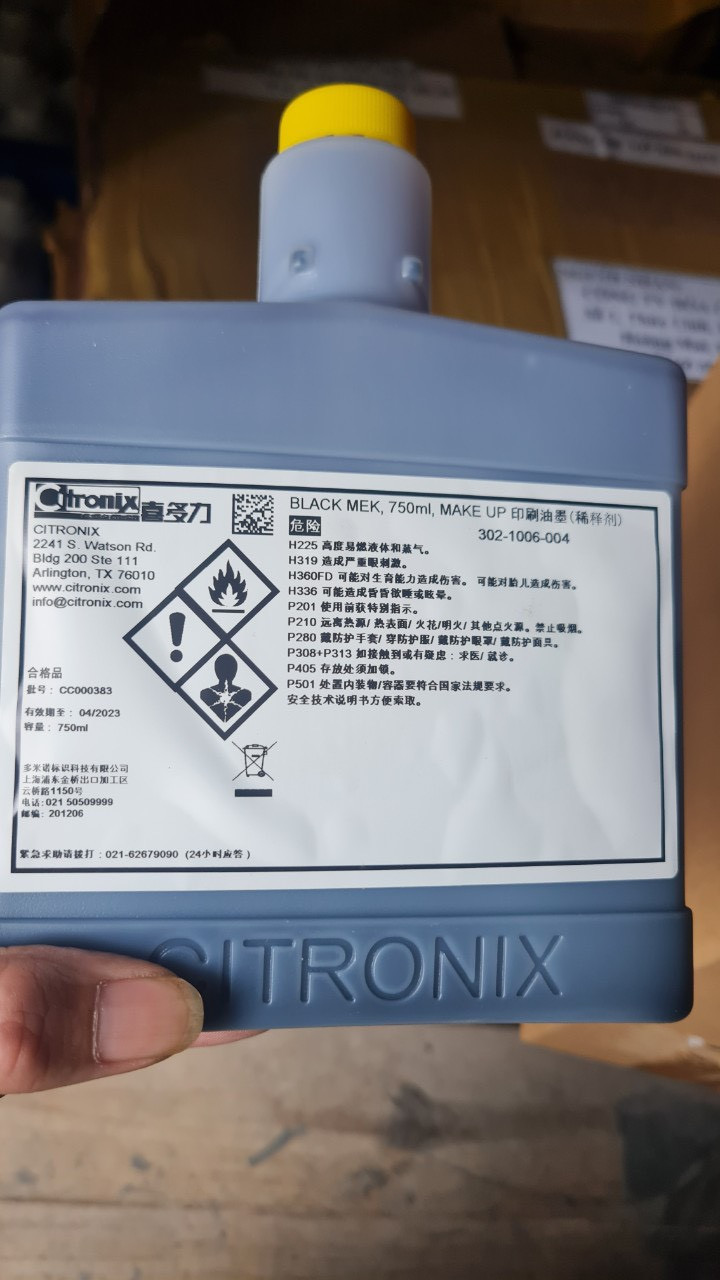 Citronix 喜多力
CITRONIX
2241 S. Watson Rd.
Bldg 200 Ste 111
Arlington, TX 76010
www.citronix.com
info@citronix.com
BLACK MEK, 750ml, MAKE UP 印刷油墨(稀释剂)
危险
302-1006-004
H225 高度易燃液体和蒸气。
H319 造成严重眼刺激。
H360FD 可能对生育能力造成伤害。 可能对胎儿造成伤害。
H336 可能造成昏昏欲睡或眩晕。
P201 使用前获特别指示。
P210 远离热源/ 热表面/ 火花/明火/ 其他点火源。禁止吸烟。
P280 戴防护手套/ 穿防护服/ 戴防护眼罩/ 戴防护面具。
P308+P313 如接触到或有疑虑：求医/ 就诊。
P405 存放处须加锁。
P501 处置内装物/容器要符合国家法规要求。
安全技术说明书方便索取。
合格品
批号： CC000383
有效期至： 04/2023
容量： 750ml
多米诺标识科技有限公司
上海浦东金桥出口加工区
云桥路1150号
电话:021 50509999
邮编: 201206
紧急求助请拨打：021-62679090 (24小时应答)
CITRONIX